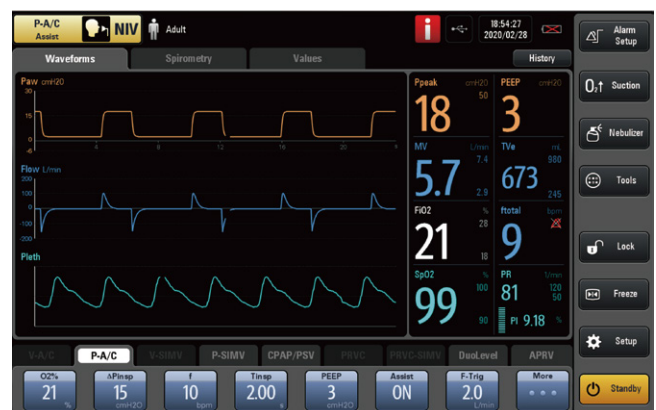 P-A/C
Assist
NIV
Adult
18:54:27
2020/02/28
Alarm
Setup
Waveforms
Spirometry
Values
History
Paw cmH2O
30
15
0
-6
4
8
12
16
20
Flow L/min
200
100
0
-100
-200
Pleth
Ppeak cmH2O
18
50
PEEP cmH2O
3
MV L/min
5.7
7.4
2.9
TVe mL
673
980
245
FiO2 %
21
28
18
ftotal bpm
9
SpO2 %
99
100
90
PR 1/min
81
120
50
PI 9.18 %
O₂↑ Suction
Nebulizer
Tools
Lock
Freeze
Setup
Standby
V-A/C
P-A/C
V-SIMV
P-SIMV
CPAP/PSV
PRVC
PRVC-SIMV
DuoLevel
APRV
O2%
21 %
ΔPinsp
15
cmH2O
f
10
bpm
Tinsp
2.00
s
PEEP
3
cmH2O
Assist
ON
F-Trig
2.0
L/min
More